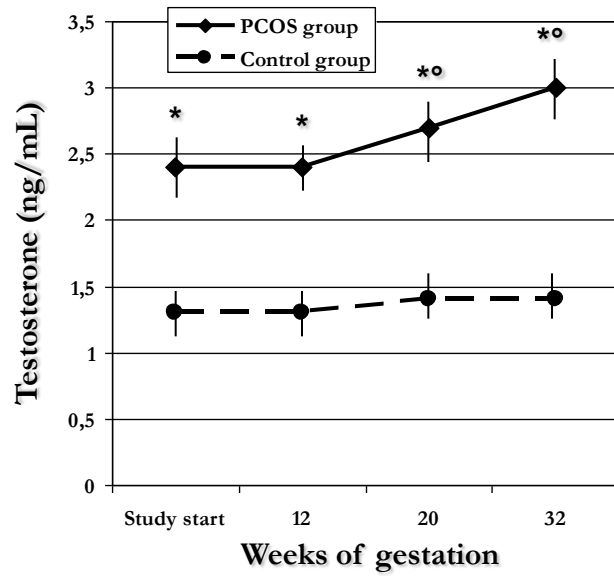 3,5
PCOS group
Control group
3
2,5
2
1,5
1
0,5
0
*
*
*°
*°
Testosterone (ng/mL)
Study start 12 20 32
Weeks of gestation